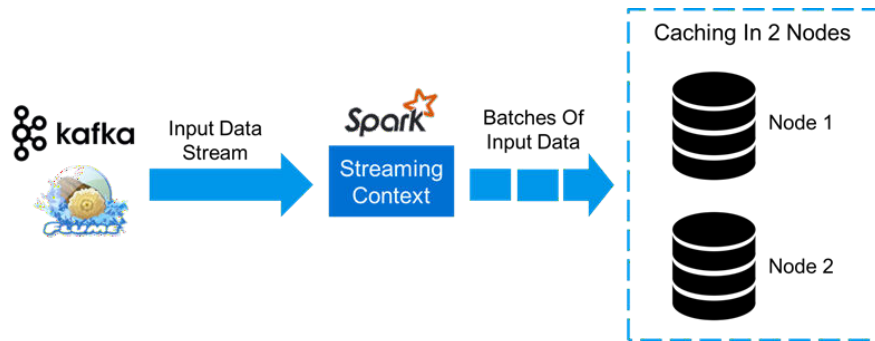 Caching In 2 Nodes
kafka
Input Data
Stream
Spark
Streaming
Context
Batches Of
Input Data
Node 1
FLUME
Node 2